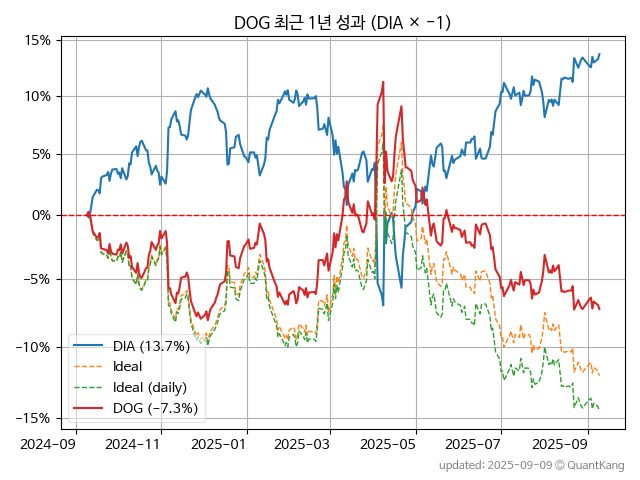 DOG 최근 1년 성과 (DIA × −1)
15%
10%
5%
0%
−5%
−10%
−15%
DIA (13.7%)
Ideal
Ideal (daily)
DOG (−7.3%)
2024-09 2024-11 2025-01 2025-03 2025-05 2025-07 2025-09
updated: 2025-09-09 © QuantKang